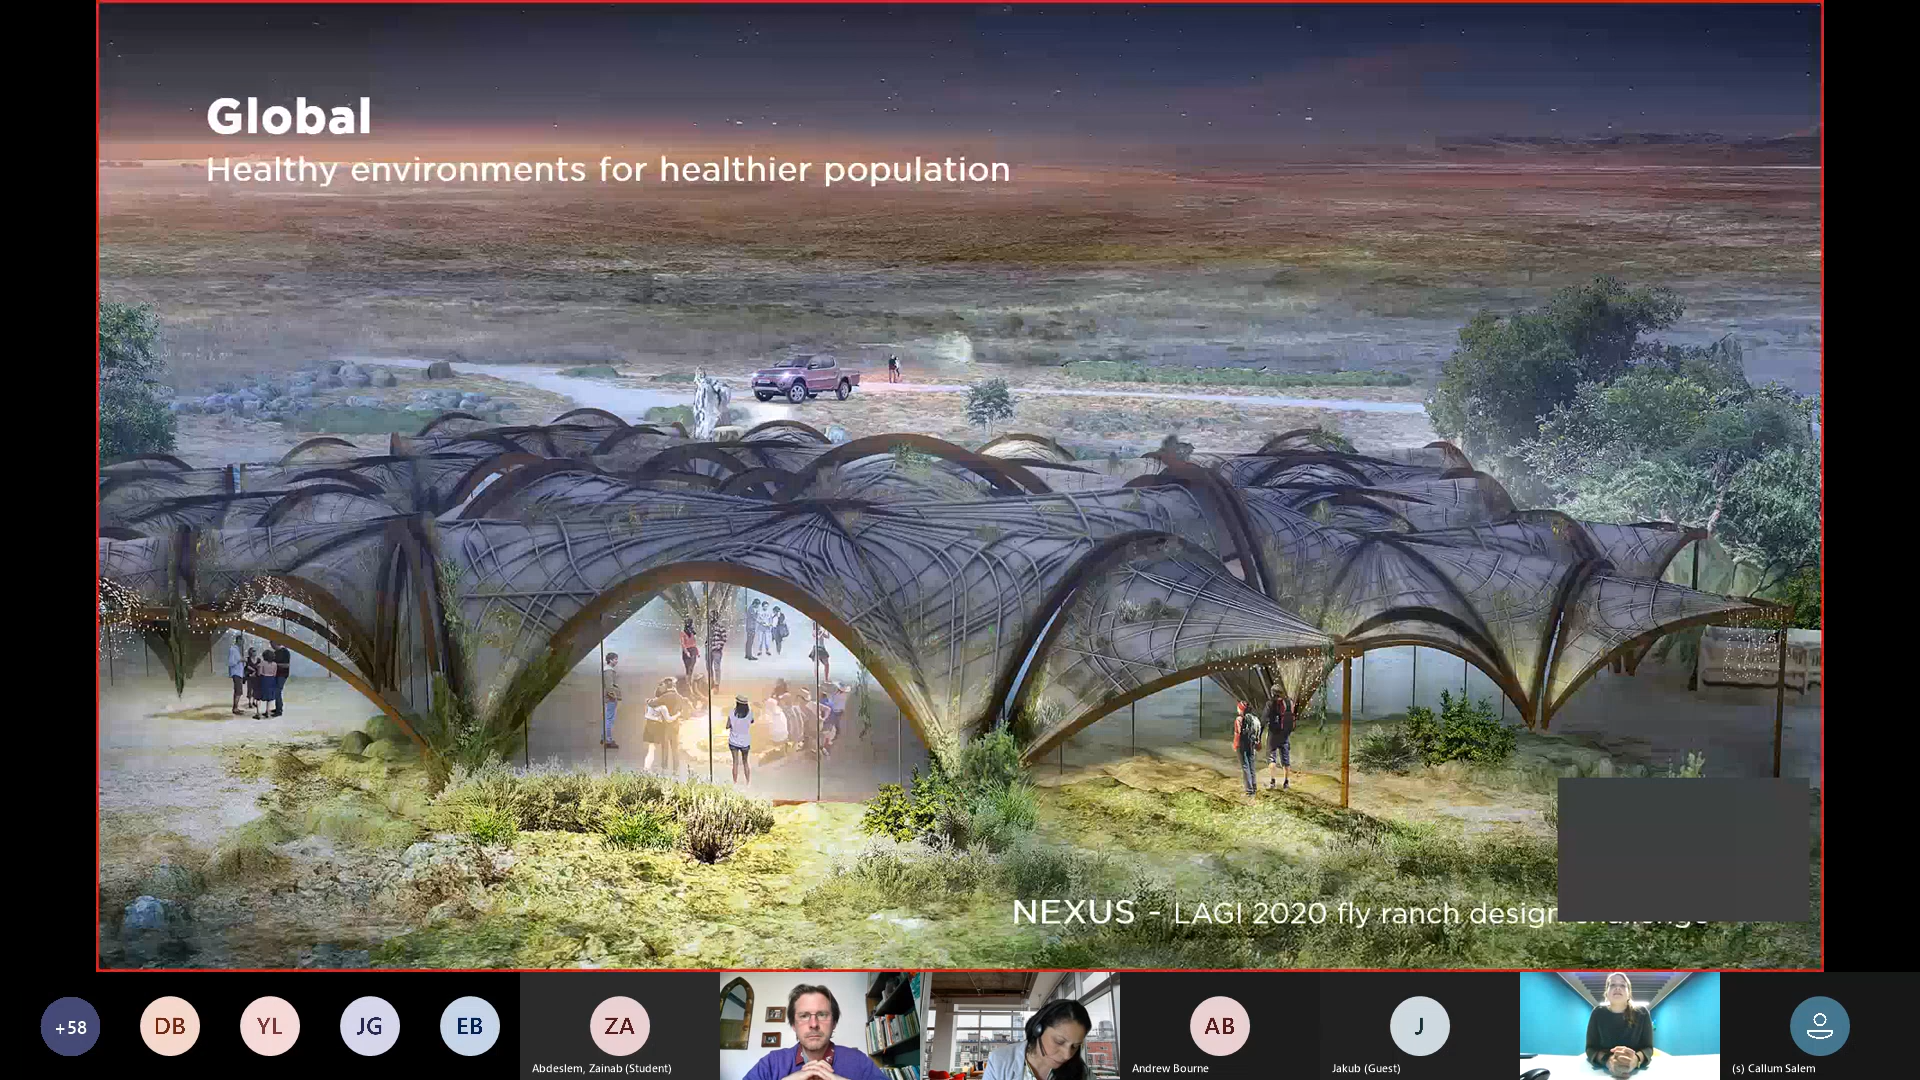 Global
Healthy environments for healthier population
NEXUS - LAGI 2020 fly ranch design
+58
DB
YL
JG
EB
ZA
Abdeslem, Zainab (Student)
AB
Andrew Bourne
J
Jakub (Guest)
(s) Callum Salem